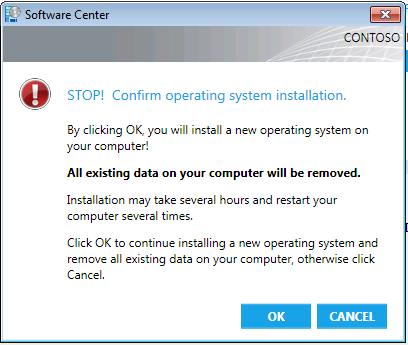 Software Center
CONTOSO
STOP!  Confirm operating system installation.
By clicking OK, you will install a new operating system on
your computer!
All existing data on your computer will be removed.
Installation may take several hours and restart your
computer several times.
Click OK to continue installing a new operating system and
remove all existing data on your computer, otherwise click
Cancel.
OK
CANCEL